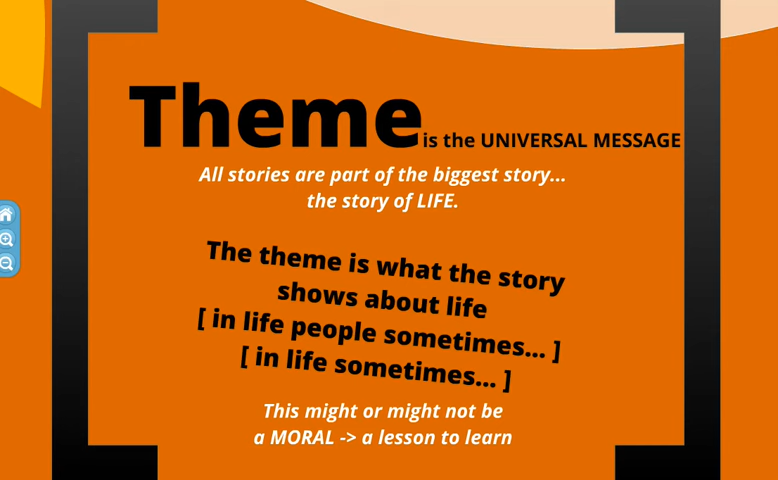 Theme is the UNIVERSAL MESSAGE
All stories are part of the biggest story...
the story of LIFE.
The theme is what the story
shows about life
[ in life people sometimes... ]
[ in life sometimes... ]
This might or might not be
a MORAL -> a lesson to learn